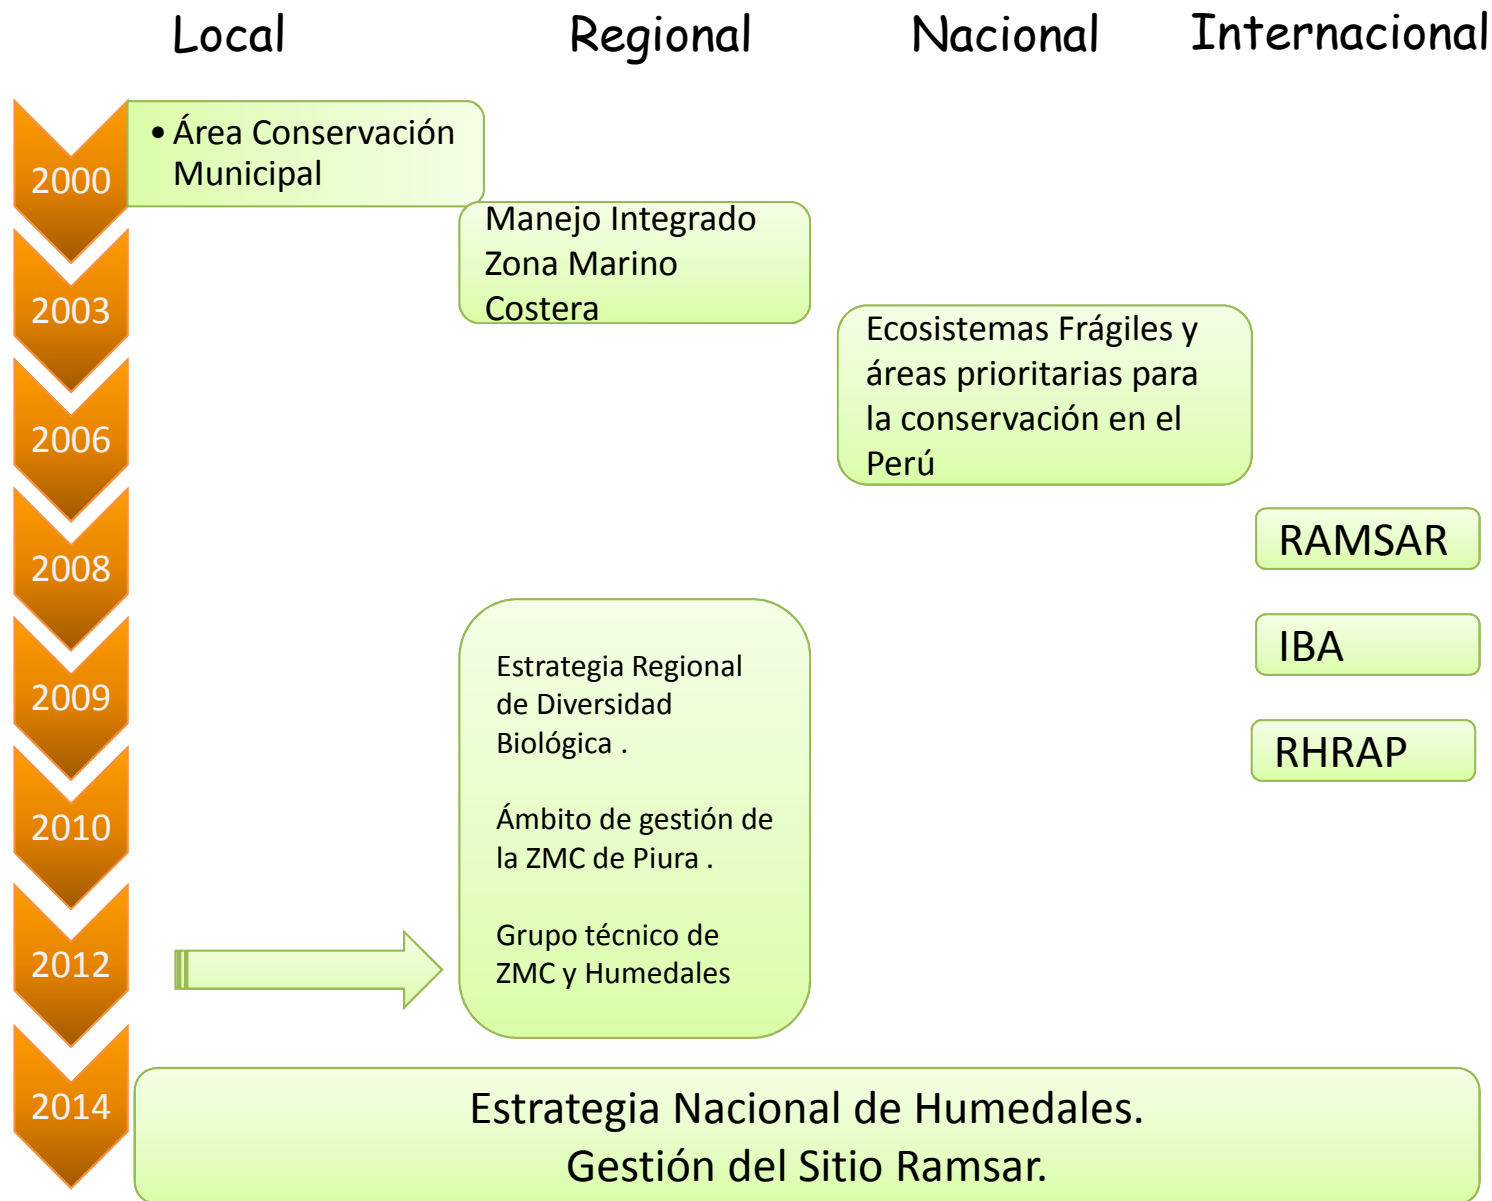 Local Regional Nacional Internacional
2000
• Área Conservación
Municipal
2003
Manejo Integrado
Zona Marino
Costera
2006
Ecosistemas Frágiles y
áreas prioritarias para
la conservación en el
Perú
2008
RAMSAR
2009
IBA
2010
RHRAP
Estrategia Regional
de Diversidad
Biológica .
Ámbito de gestión de
la ZMC de Piura .
2012
Grupo técnico de
ZMC y Humedales
2014
Estrategia Nacional de Humedales.
Gestión del Sitio Ramsar.